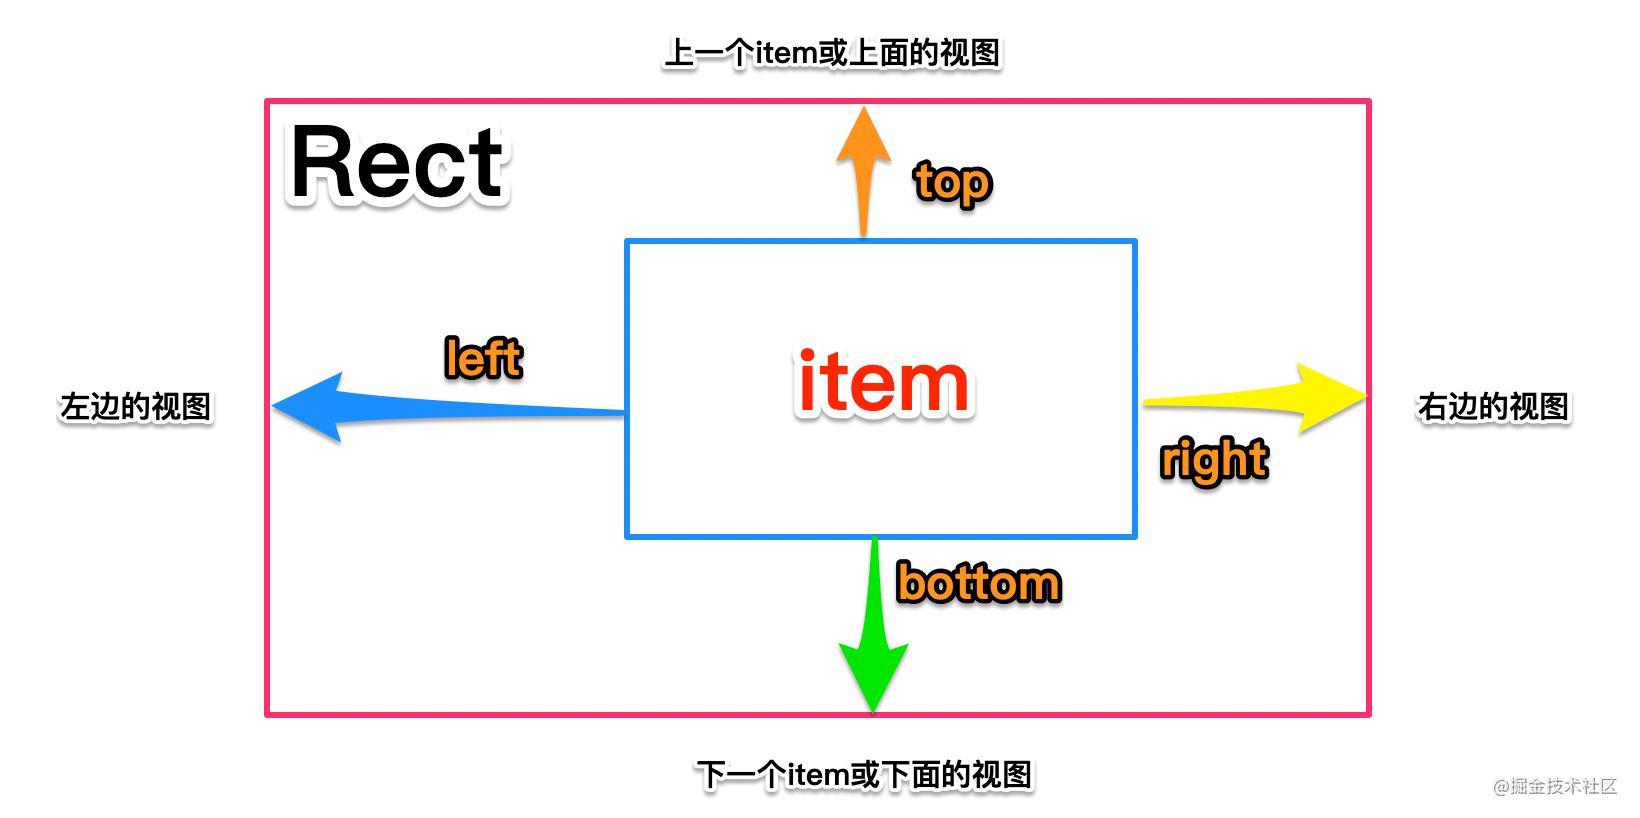 上一个item或上面的视图
Rect
top
left
item
左边的视图
右边的视图
right
bottom
下一个item或下面的视图
@掘金技术社区